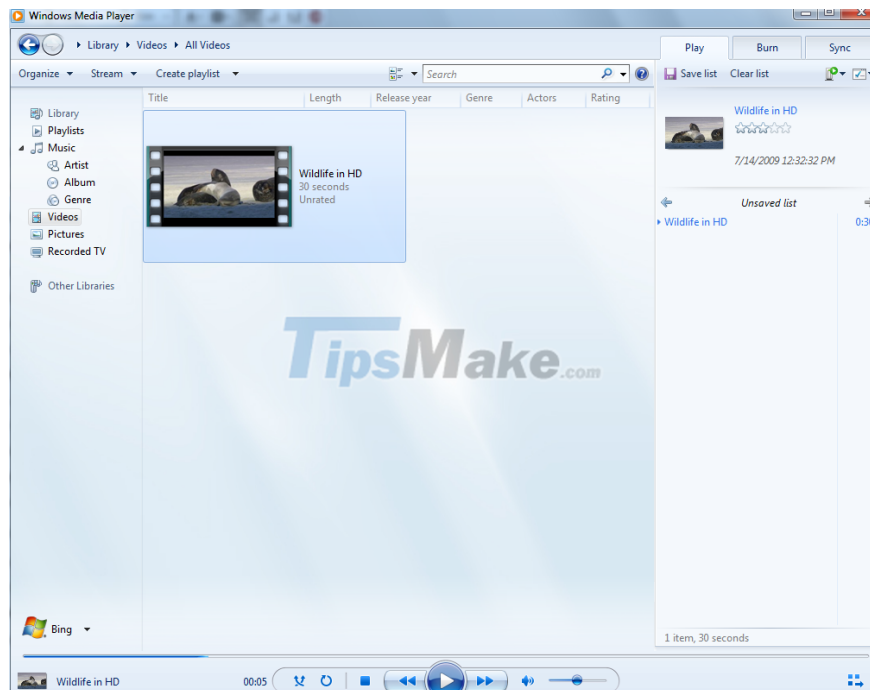 Windows Media Player
Library Videos All Videos
Play Burn Sync
Organize Stream Create playlist Search
Save list Clear list
Title Length Release year Genre Actors Rating
Library
Playlists
Music
Artist
Album
Genre
Videos
Pictures
Recorded TV
Other Libraries
Wildlife in HD
30 seconds
Unrated
Wildlife in HD
7/14/2009 12:32:32 PM
Unsaved list
Wildlife in HD 0:30
TipsMake.com
Bing
1 item, 30 seconds
Wildlife in HD 00:05